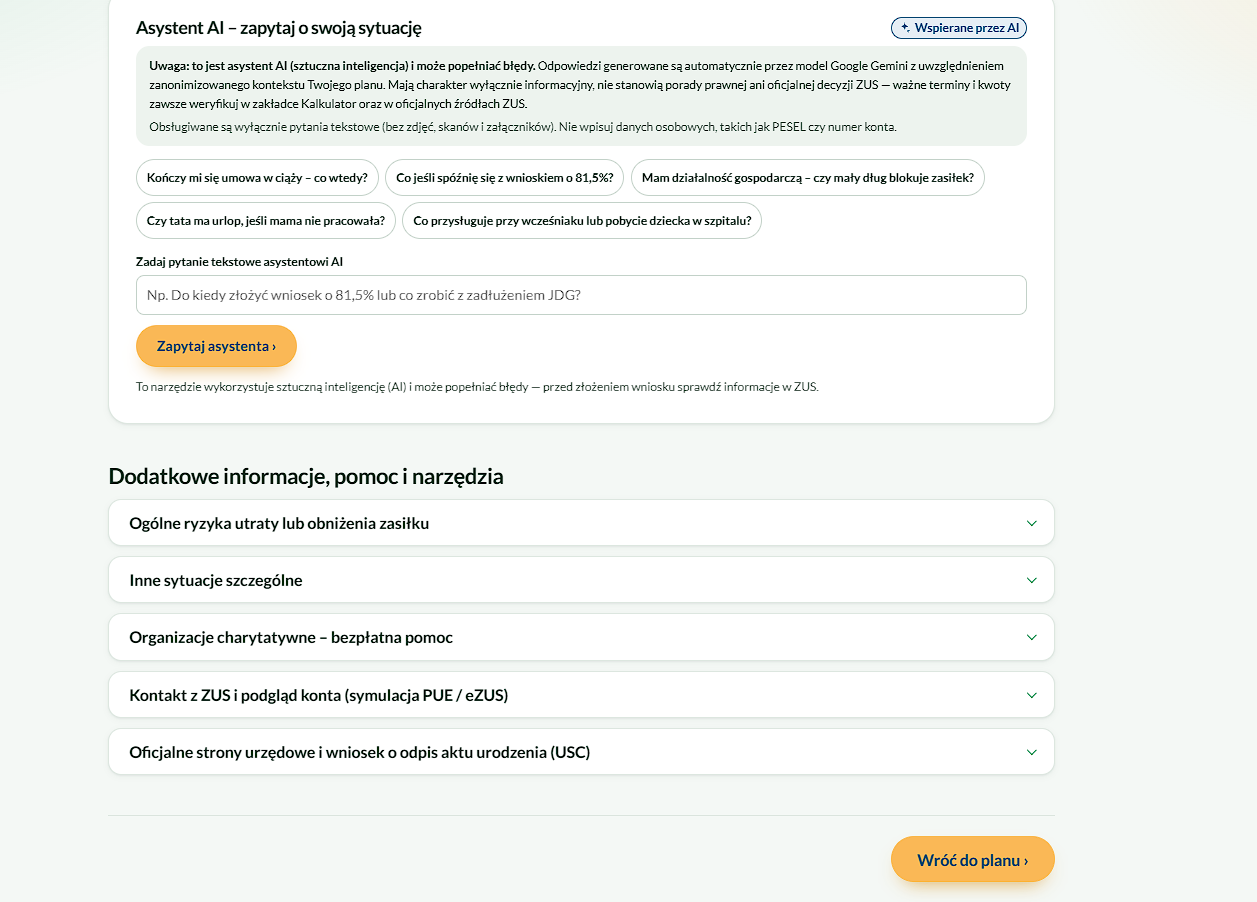 Asystent AI – zapytaj o swoją sytuację
Wspierane przez AI
Uwaga: to jest asystent AI (sztuczna inteligencja) i może popełniać błędy. Odpowiedzi generowane są automatycznie przez model Google Gemini z uwzględnieniem
zanonimizowanego kontekstu Twojego planu. Mają charakter wyłącznie informacyjny, nie stanowią porady prawnej ani oficjalnej decyzji ZUS — ważne terminy i kwoty
zawsze weryfikuj w zakładce Kalkulator oraz w oficjalnych źródłach ZUS.
Obsługiwane są wyłącznie pytania tekstowe (bez zdjęć, skanów i załączników). Nie wpisuj danych osobowych, takich jak PESEL czy numer konta.
Kończy mi się umowa w ciąży – co wtedy?
Co jeśli spóźnię się z wnioskiem o 81,5%?
Mam działalność gospodarczą – czy mały dług blokuje zasiłek?
Czy tata ma urlop, jeśli mama nie pracowała?
Co przysługuje przy wcześniaku lub pobycie dziecka w szpitalu?
Zadaj pytanie tekstowe asystentowi AI
Np. Do kiedy złożyć wniosek o 81,5% lub co zrobić z zadłużeniem JDG?
Zapytaj asystenta ›
To narzędzie wykorzystuje sztuczną inteligencję (AI) i może popełniać błędy — przed złożeniem wniosku sprawdź informacje w ZUS.
Dodatkowe informacje, pomoc i narzędzia
Ogólne ryzyka utraty lub obniżenia zasiłku
Inne sytuacje szczególne
Organizacje charytatywne – bezpłatna pomoc
Kontakt z ZUS i podgląd konta (symulacja PUE / eZUS)
Oficjalne strony urzędowe i wniosek o odpis aktu urodzenia (USC)
Wróć do planu ›